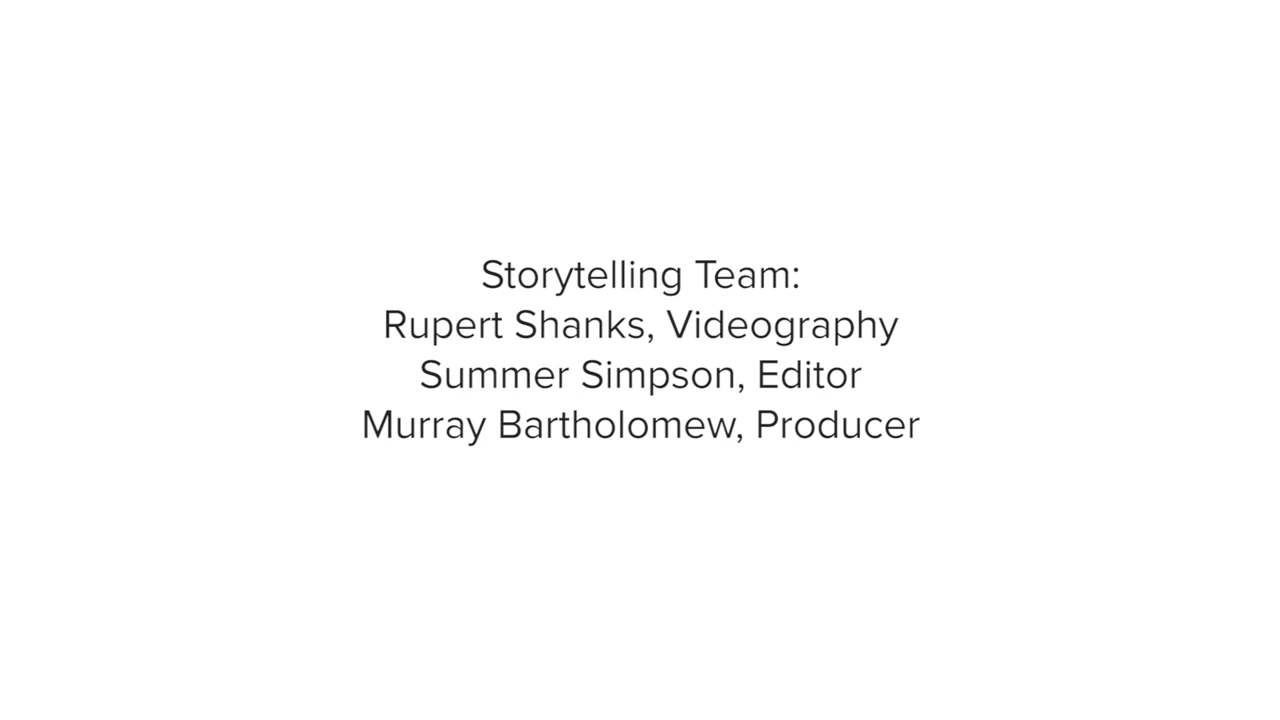 Storytelling Team:
Rupert Shanks, Videography
Summer Simpson, Editor
Murray Bartholomew, Producer